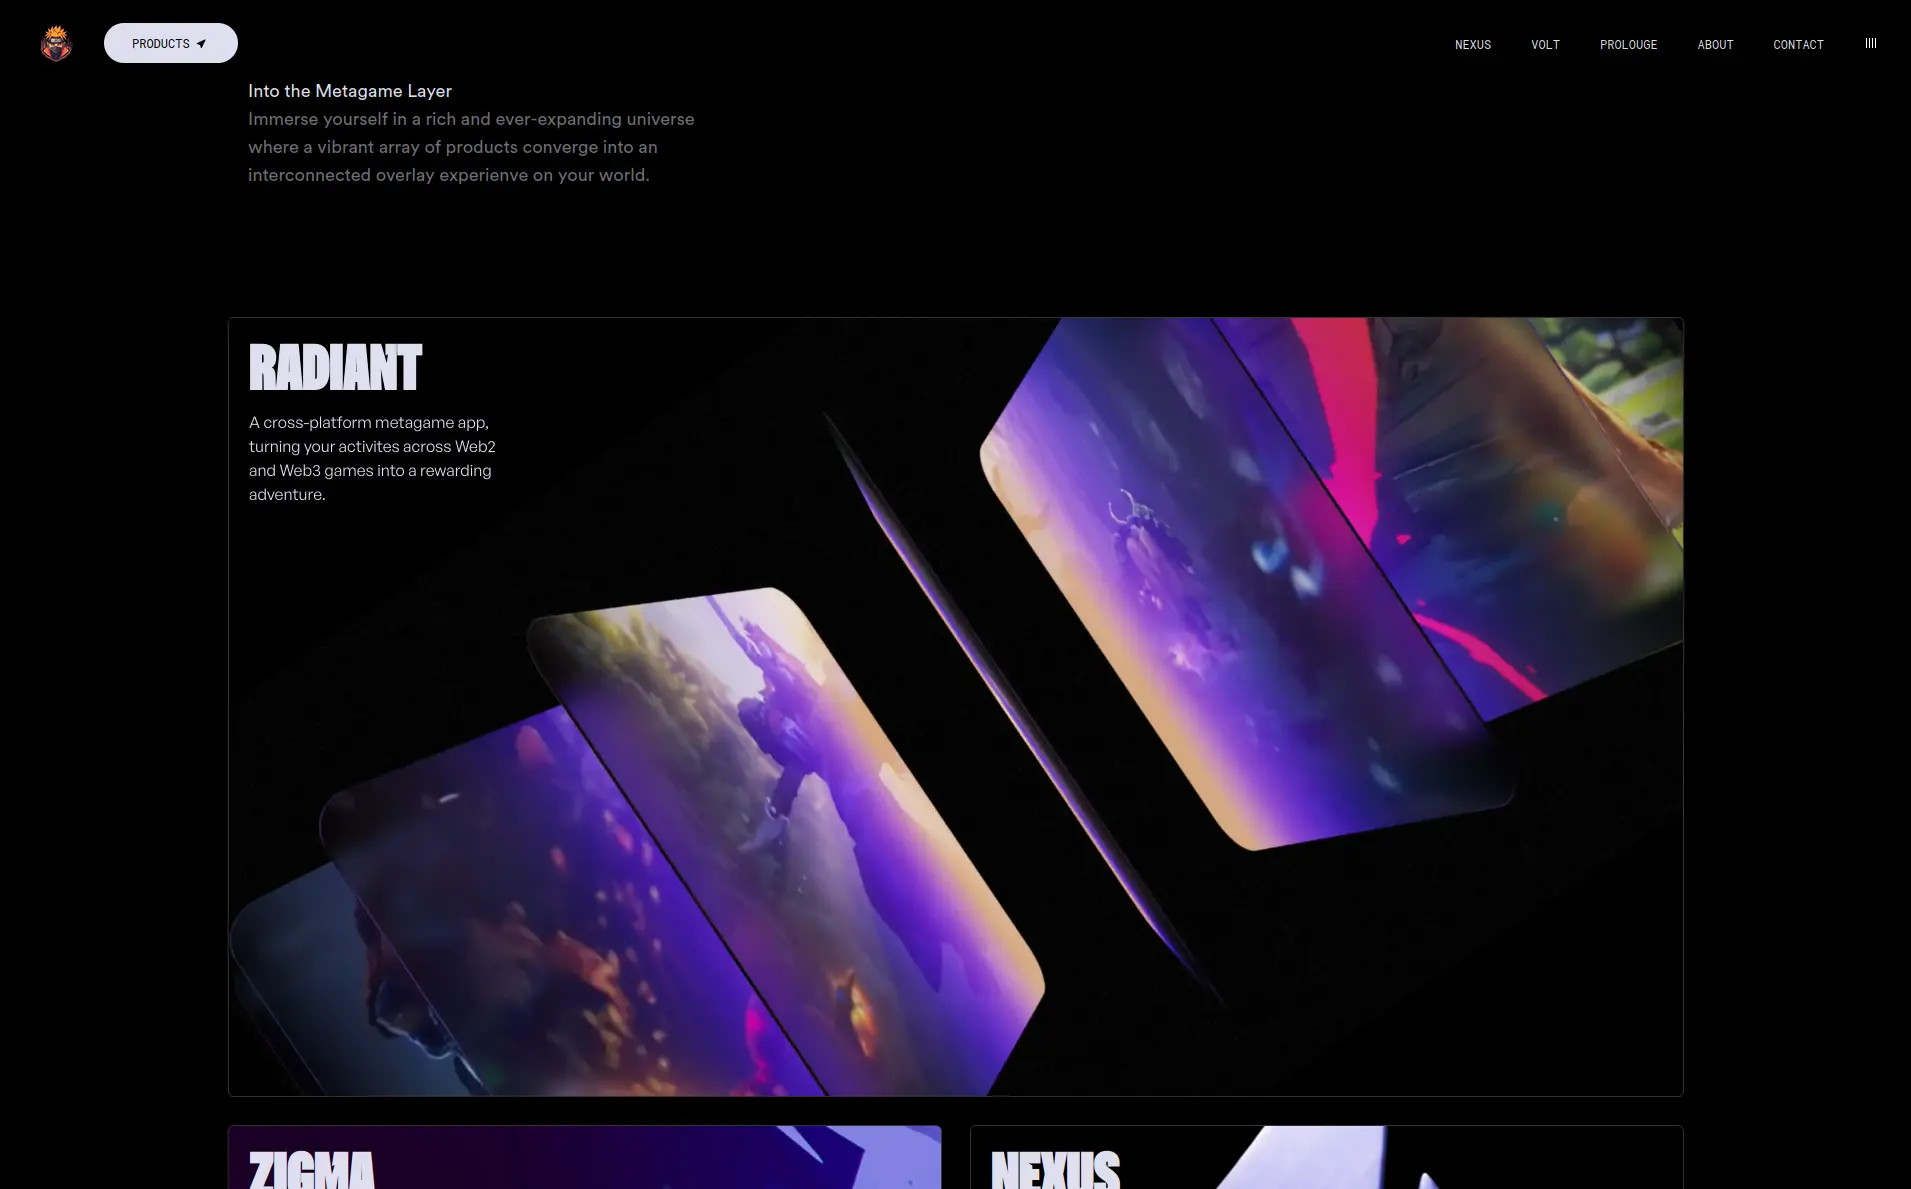 PRODUCTS
NEXUS
VOLT
PROLOUGE
ABOUT
CONTACT
Into the Metagame Layer
Immerse yourself in a rich and ever-expanding universe
where a vibrant array of products converge into an
interconnected overlay experienve on your world.
RADIANT
A cross-platform metagame app,
turning your activites across Web2
and Web3 games into a rewarding
adventure.
ZIGMA
NEXUS